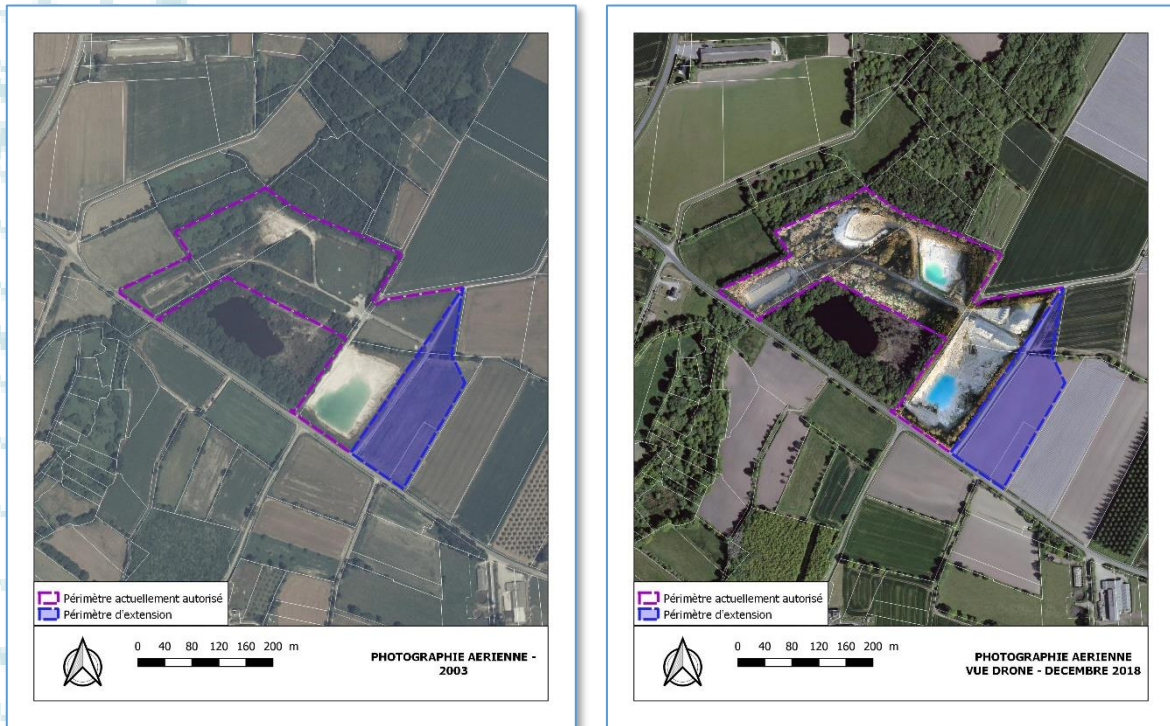 Périmètre actuellement autorisé
Périmètre d'extension
0 40 80 120 160 200 m
PHOTOGRAPHIE AERIENNE -
2003
Périmètre actuellement autorisé
Périmètre d'extension
0 40 80 120 160 200 m
PHOTOGRAPHIE AERIENNE
VUE DRONE - DECEMBRE 2018